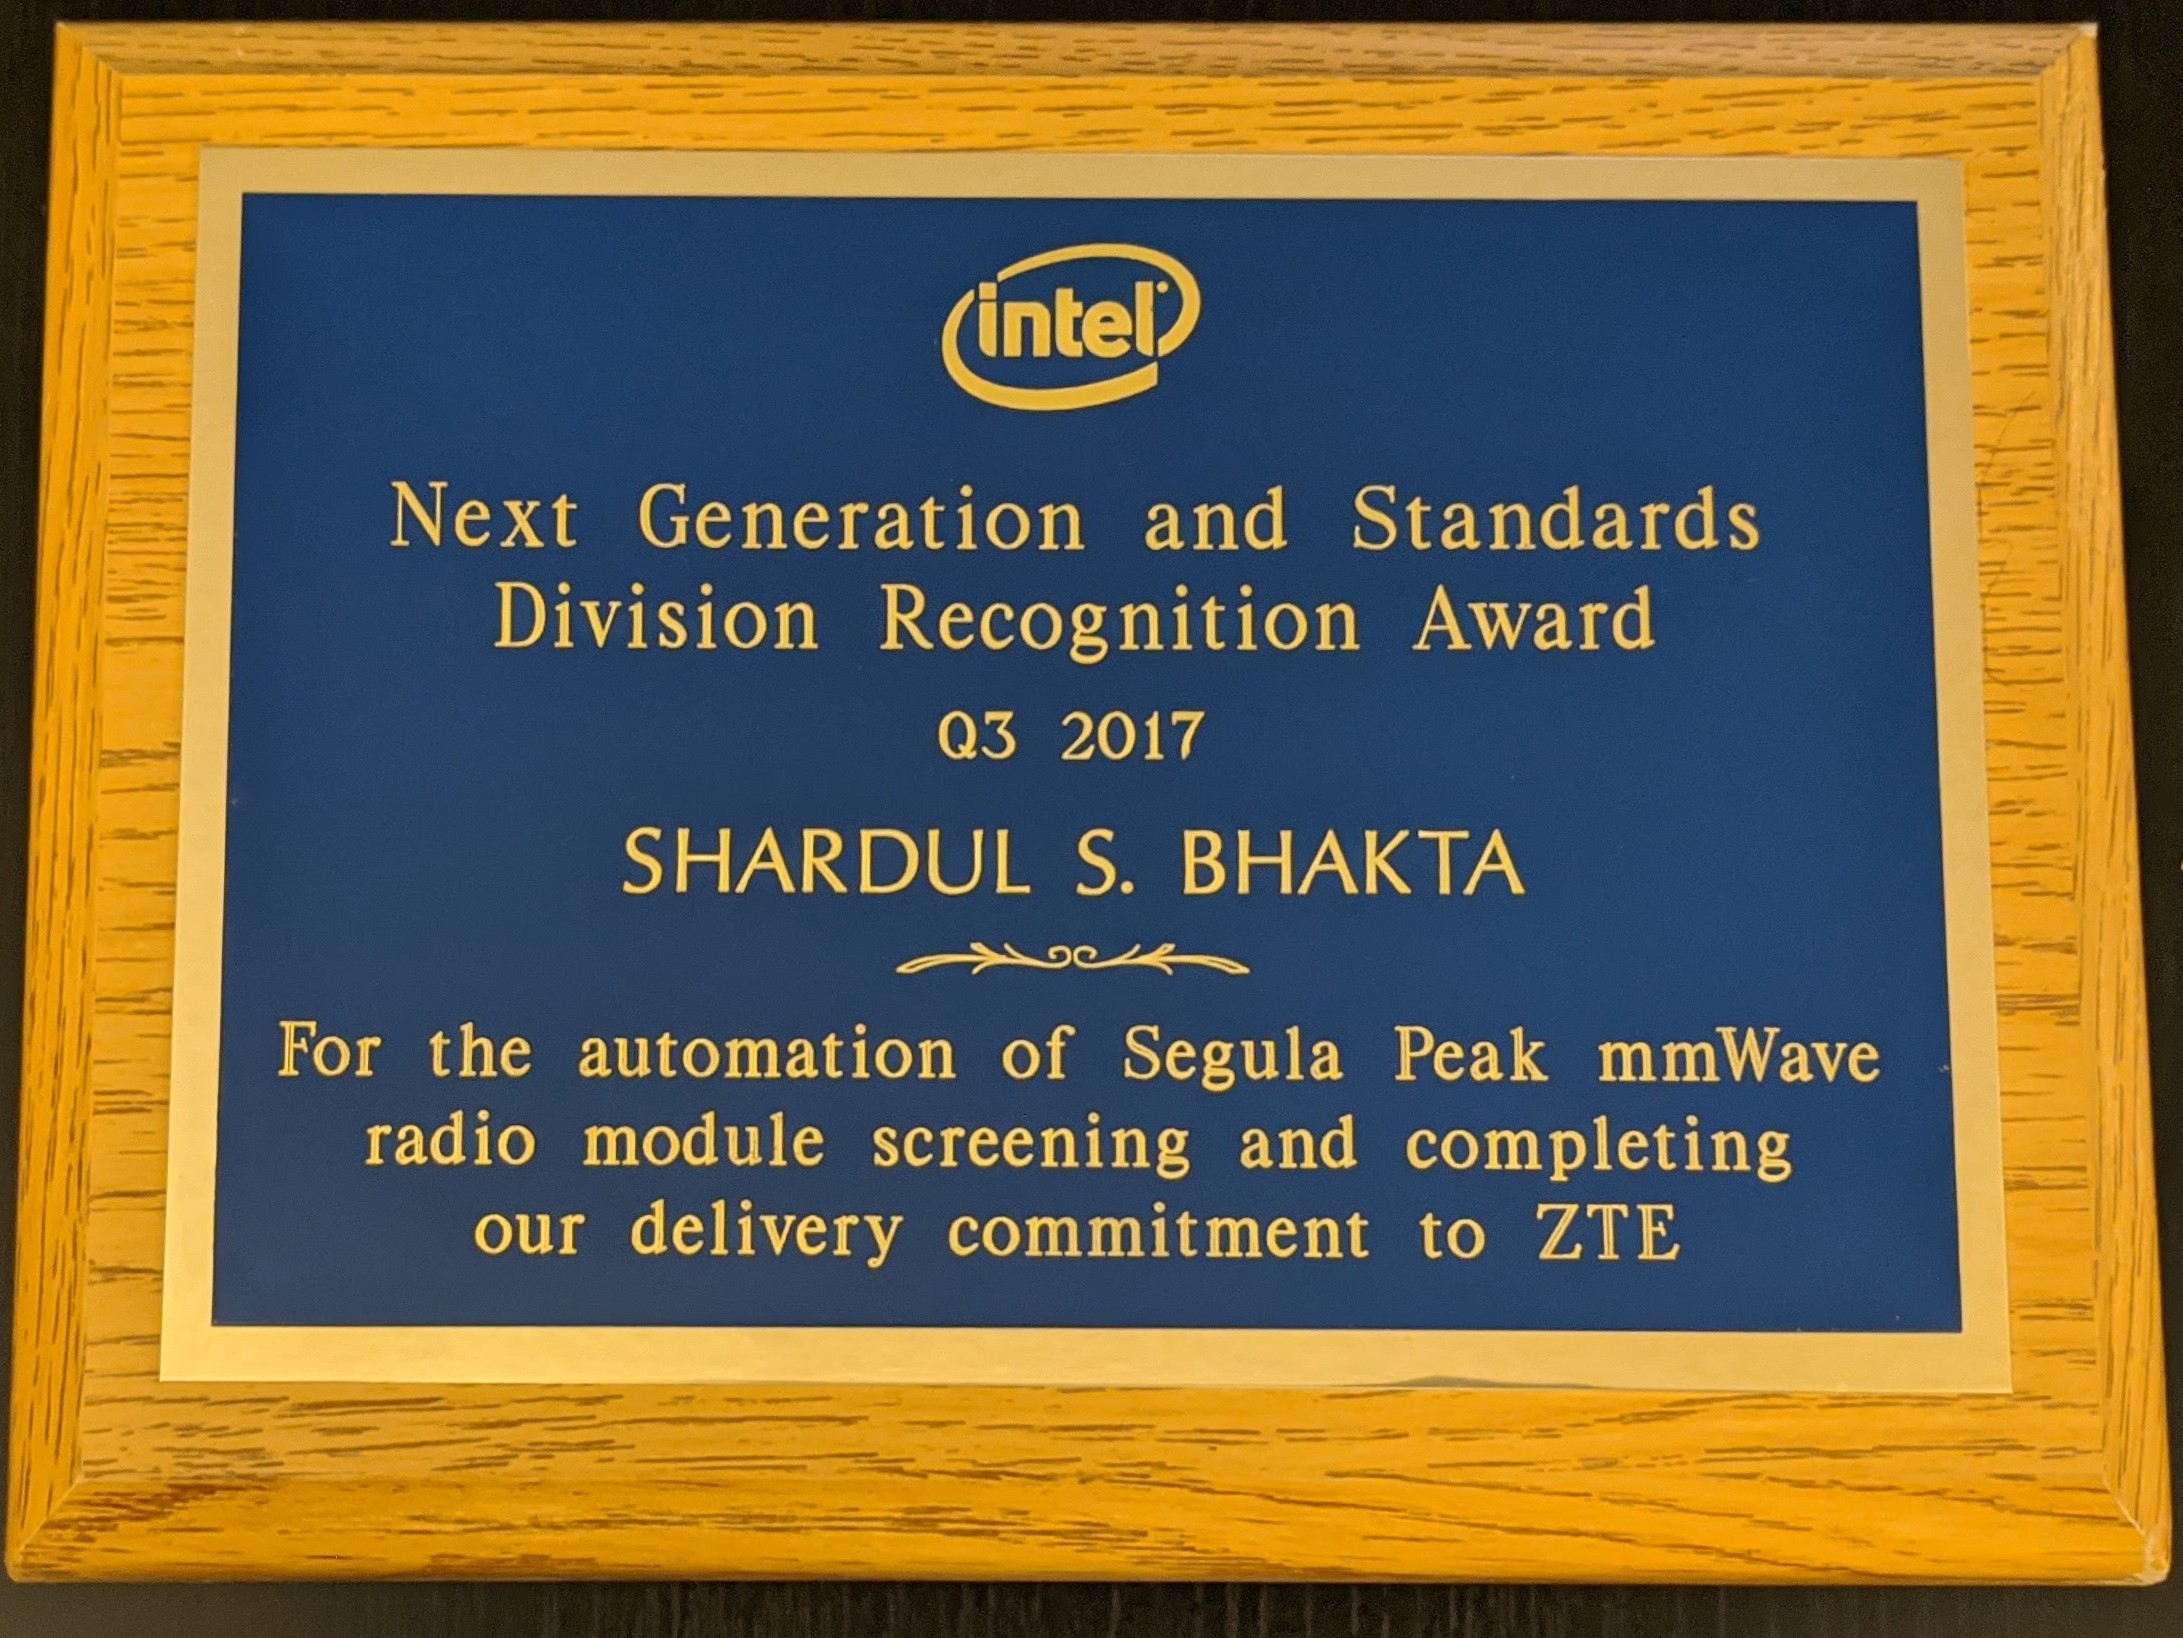 intel
Next Generation and Standards
Division Recognition Award
Q3 2017
SHARDUL S. BHAKTA
For the automation of Segula Peak mmWave
radio module screening and completing
our delivery commitment to ZTE